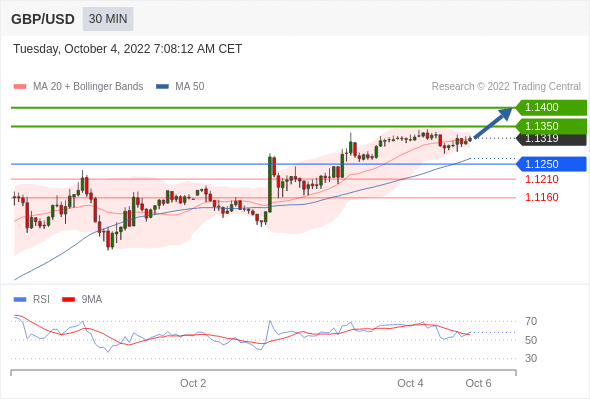 GBP/USD 30 MIN
Tuesday, October 4, 2022 7:08:12 AM CET
MA 20 + Bollinger Bands MA 50 Research © 2022 Trading Central
1.1400
1.1350
1.1319
1.1250
1.1210
1.1160
RSI 9MA
70
50
30
Oct 2 Oct 4 Oct 6